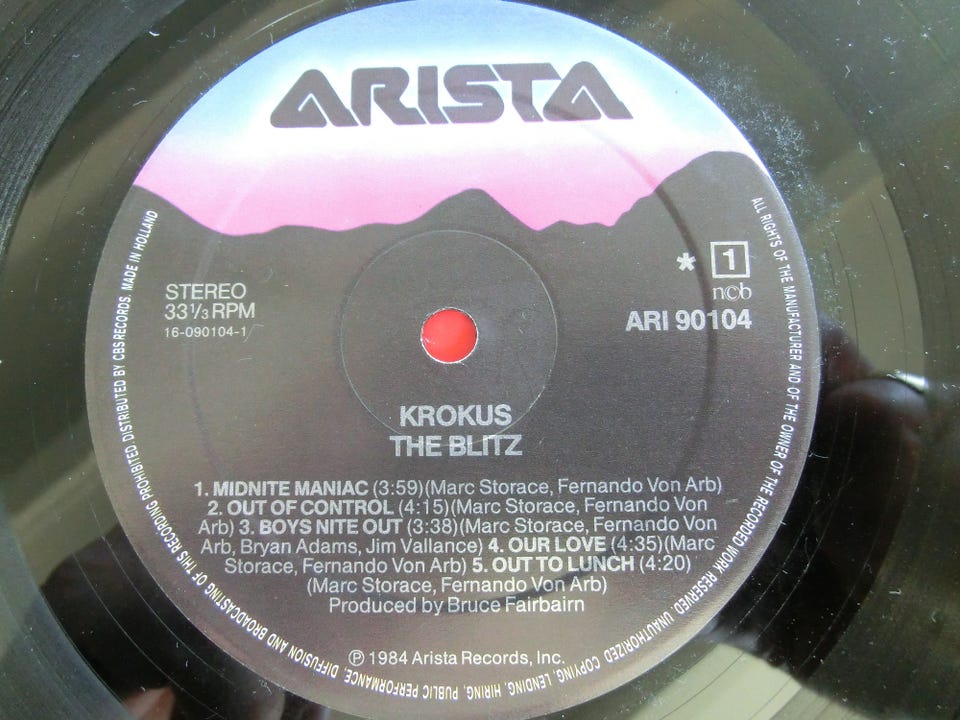 ARISTA
STEREO
33 1/3 RPM
16-090104-1
*
1
ncb
ARI 90104
KROKUS
THE BLITZ
1. MIDNITE MANIAC (3:59)(Marc Storace, Fernando Von Arb)
2. OUT OF CONTROL (4:15)(Marc Storace, Fernando Von
Arb) 3. BOYS NITE OUT (3:38)(Marc Storace, Fernando Von
Arb, Bryan Adams, Jim Vallance) 4. OUR LOVE (4:35)(Marc
Storace, Fernando Von Arb) 5. OUT TO LUNCH (4:20)
(Marc Storace, Fernando Von Arb)
Produced by Bruce Fairbairn
℗ 1984 Arista Records, Inc.
ALL RIGHTS OF THE MANUFACTURER AND OF THE OWNER OF THE RECORDED WORK RESERVED. UNAUTHORIZED COPYING, LENDING, HIRING, PUBLIC PERFORMANCE, DIFFUSION AND BROADCASTING OF THIS RECORDING PROHIBITED. DISTRIBUTED BY CBS RECORDS. MADE IN HOLLAND